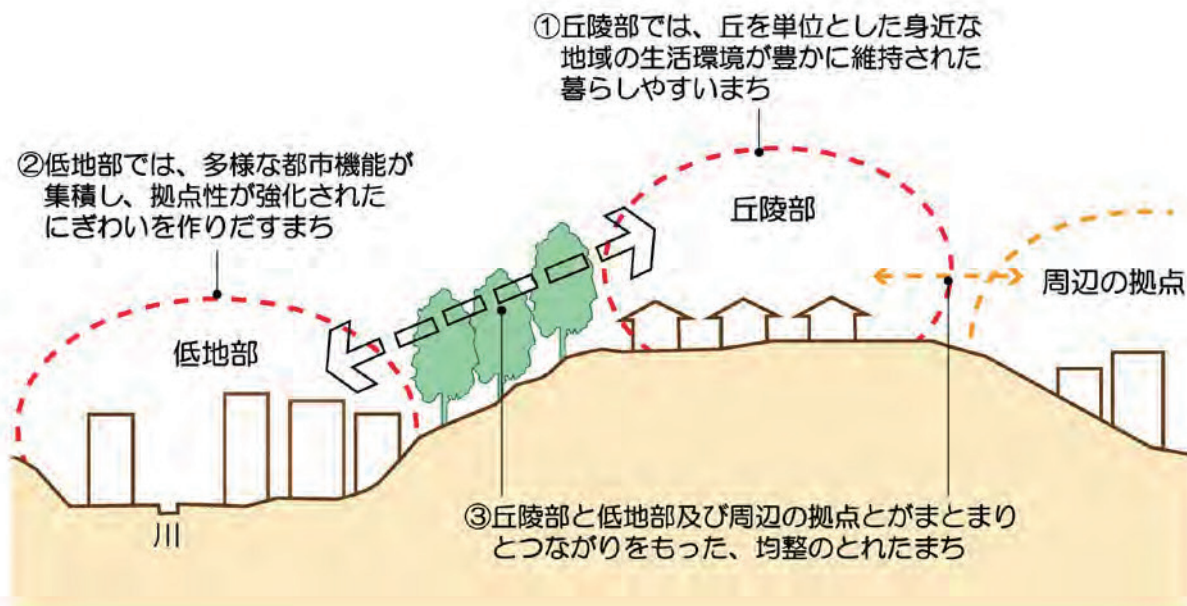 ①丘陵部では、丘を単位とした身近な
地域の生活環境が豊かに維持された
暮らしやすいまち
②低地部では、多様な都市機能が
集積し、拠点性が強化された
にぎわいを作りだすまち
丘陵部
周辺の拠点
低地部
川
③丘陵部と低地部及び周辺の拠点とがまとまり
とつながりをもった、均整のとれたまち